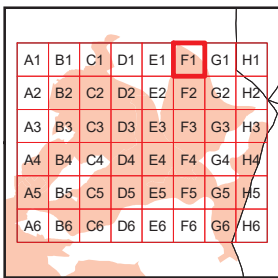 A1 B1 C1 D1 E1 F1 G1 H1
A2 B2 C2 D2 E2 F2 G2 H2
A3 B3 C3 D3 E3 F3 G3 H3
A4 B4 C4 D4 E4 F4 G4 H4
A5 B5 C5 D5 E5 F5 G5 H5
A6 B6 C6 D6 E6 F6 G6 H6